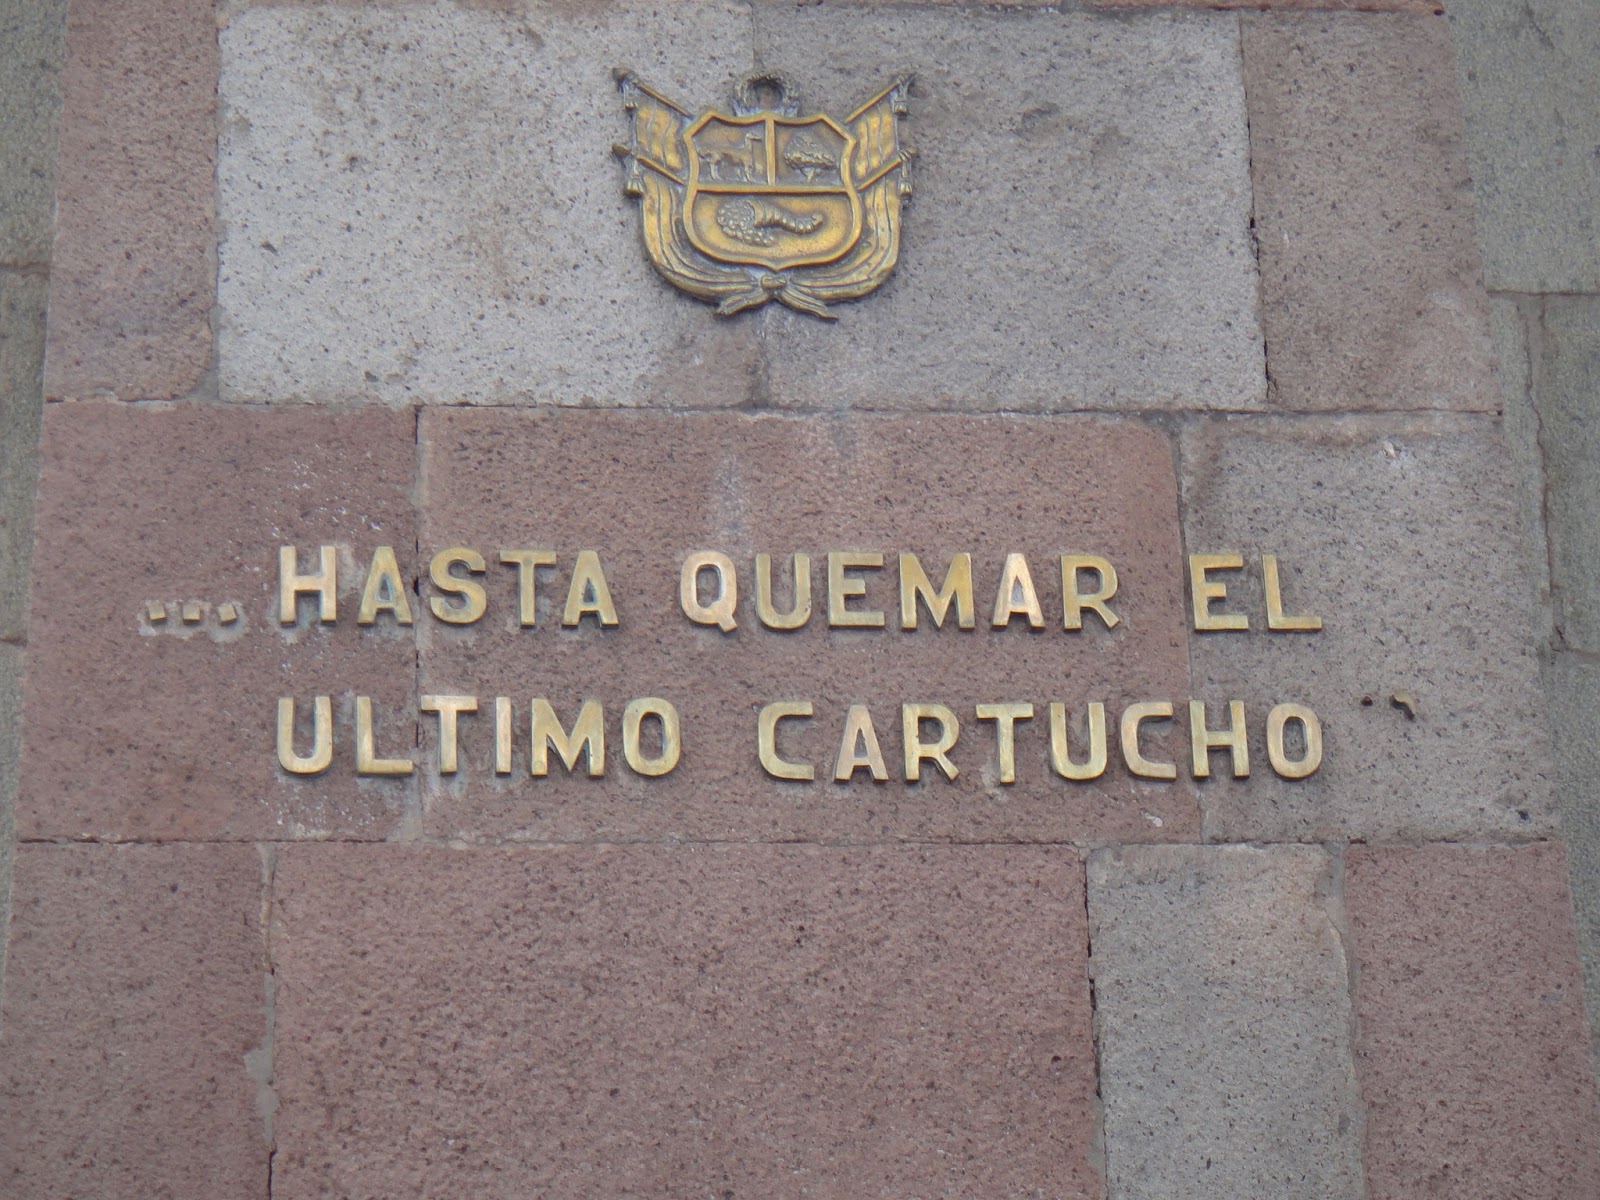 ... HASTA QUEMAR EL
ULTIMO CARTUCHO